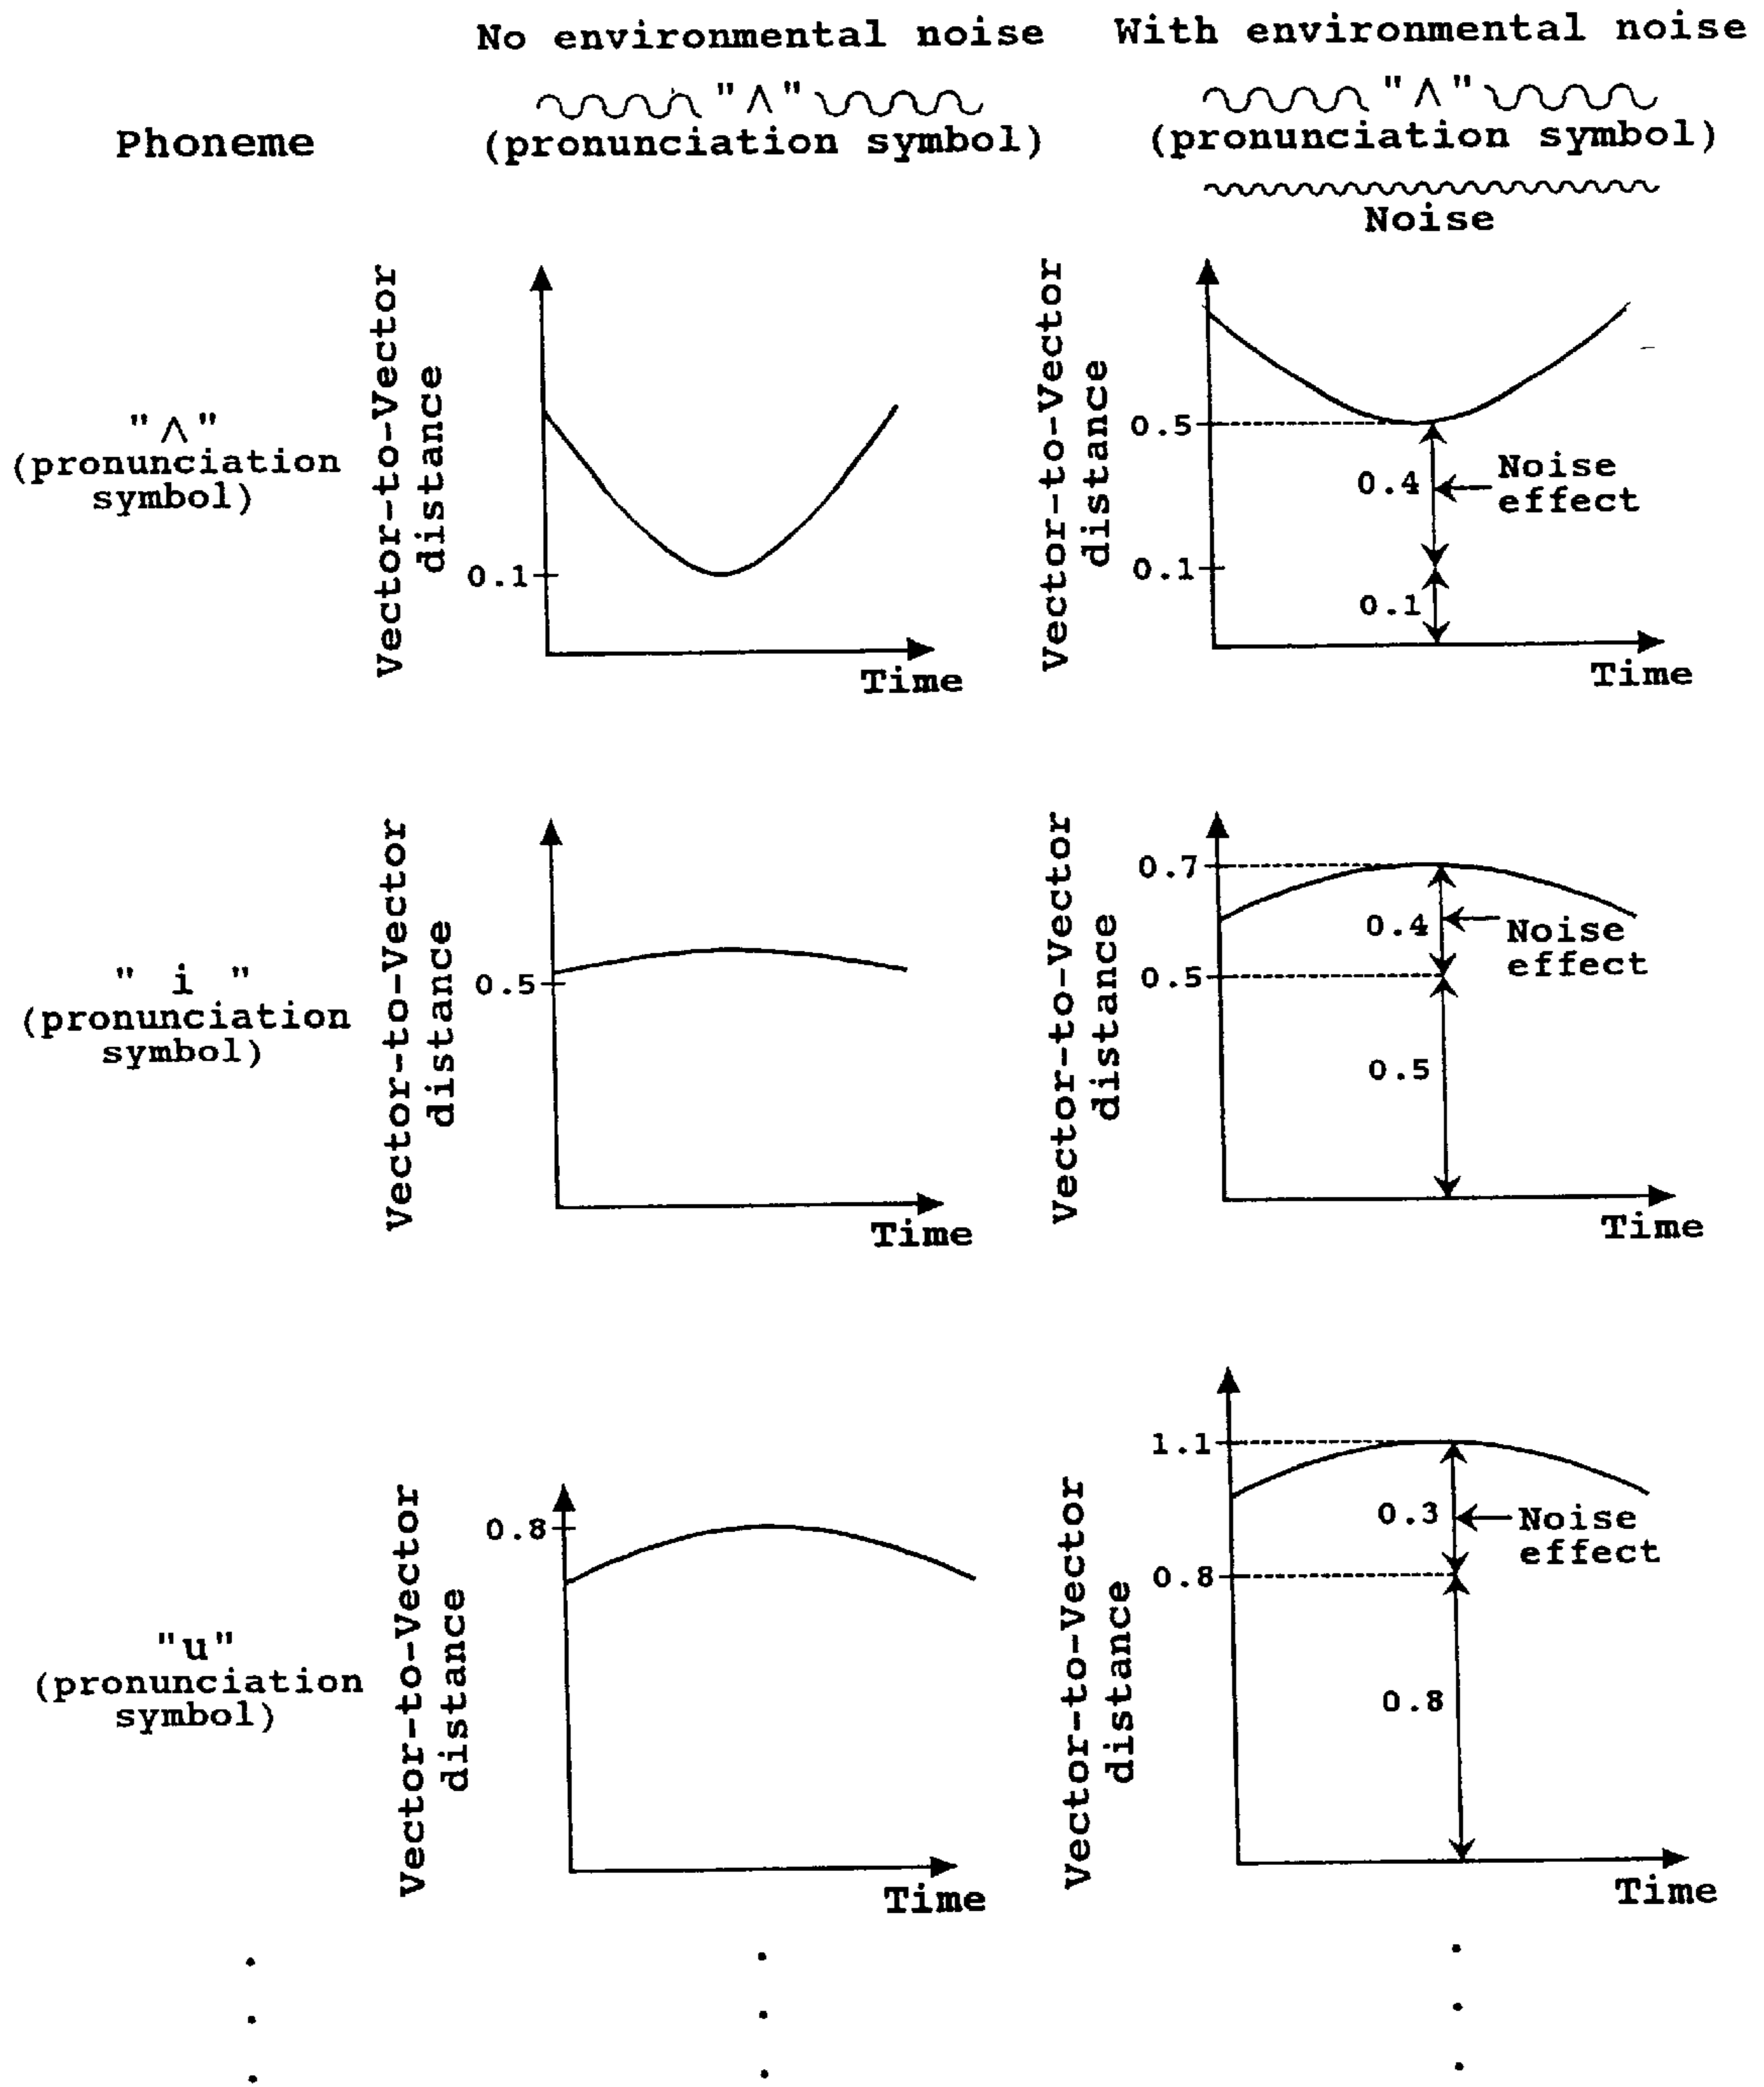 No environmental noise
With environmental noise
Phoneme
"Λ"
(pronunciation symbol)
"Λ"
(pronunciation symbol)
Noise
"Λ"
(pronunciation
symbol)
Vector-to-Vector
distance
0.1
Time
Vector-to-Vector
distance
0.5
0.4
Noise
effect
0.1
0.1
Time
" i "
(pronunciation
symbol)
Vector-to-Vector
distance
0.5
Time
Vector-to-Vector
distance
0.7
0.4
Noise
effect
0.5
0.5
Time
"u"
(pronunciation
symbol)
Vector-to-Vector
distance
0.8
Time
Vector-to-Vector
distance
1.1
0.3
Noise
effect
0.8
0.8
Time